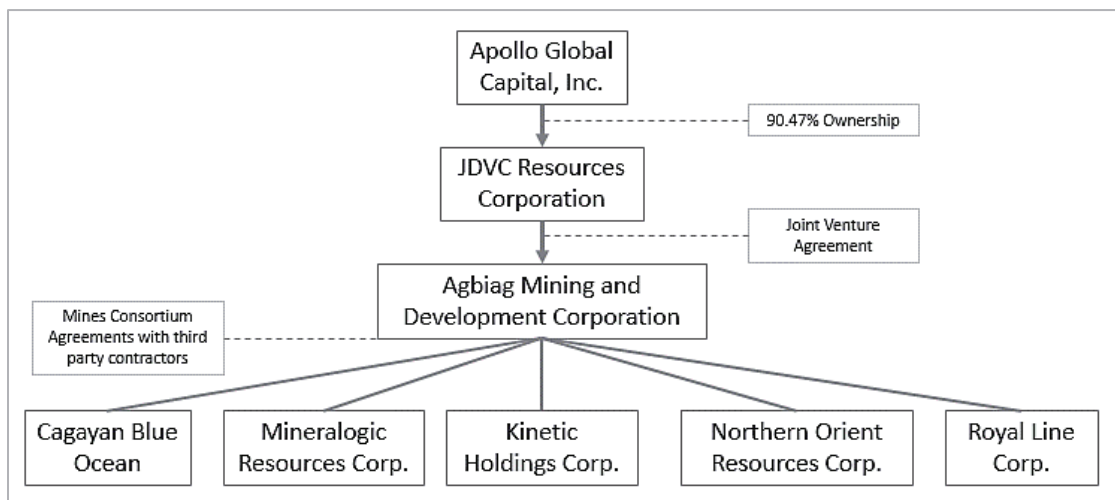 Apollo Global
Capital, Inc.
90.47% Ownership
JDVC Resources
Corporation
Joint Venture
Agreement
Agbiag Mining and
Development Corporation
Mines Consortium
Agreements with third
party contractors
Cagayan Blue
Ocean
Mineralogic
Resources Corp.
Kinetic
Holdings Corp.
Northern Orient
Resources Corp.
Royal Line
Corp.